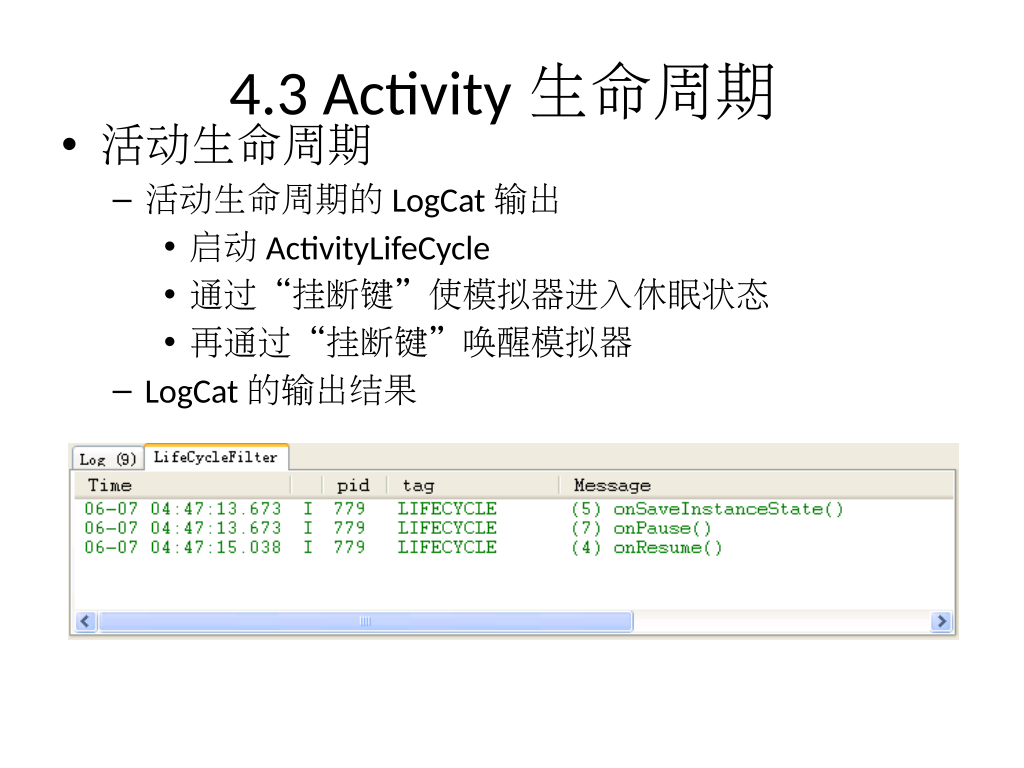 4.3 Activity 生命周期
• 活动生命周期
– 活动生命周期的 LogCat 输出
• 启动 ActivityLifeCycle
• 通过“挂断键”使模拟器进入休眠状态
• 再通过“挂断键”唤醒模拟器
– LogCat 的输出结果
Log (9) LifeCycleFilter
Time pid tag Message
06-07 04:47:13.673 I 779 LIFECYCLE (5) onSaveInstanceState()
06-07 04:47:13.673 I 779 LIFECYCLE (7) onPause()
06-07 04:47:15.038 I 779 LIFECYCLE (4) onResume()